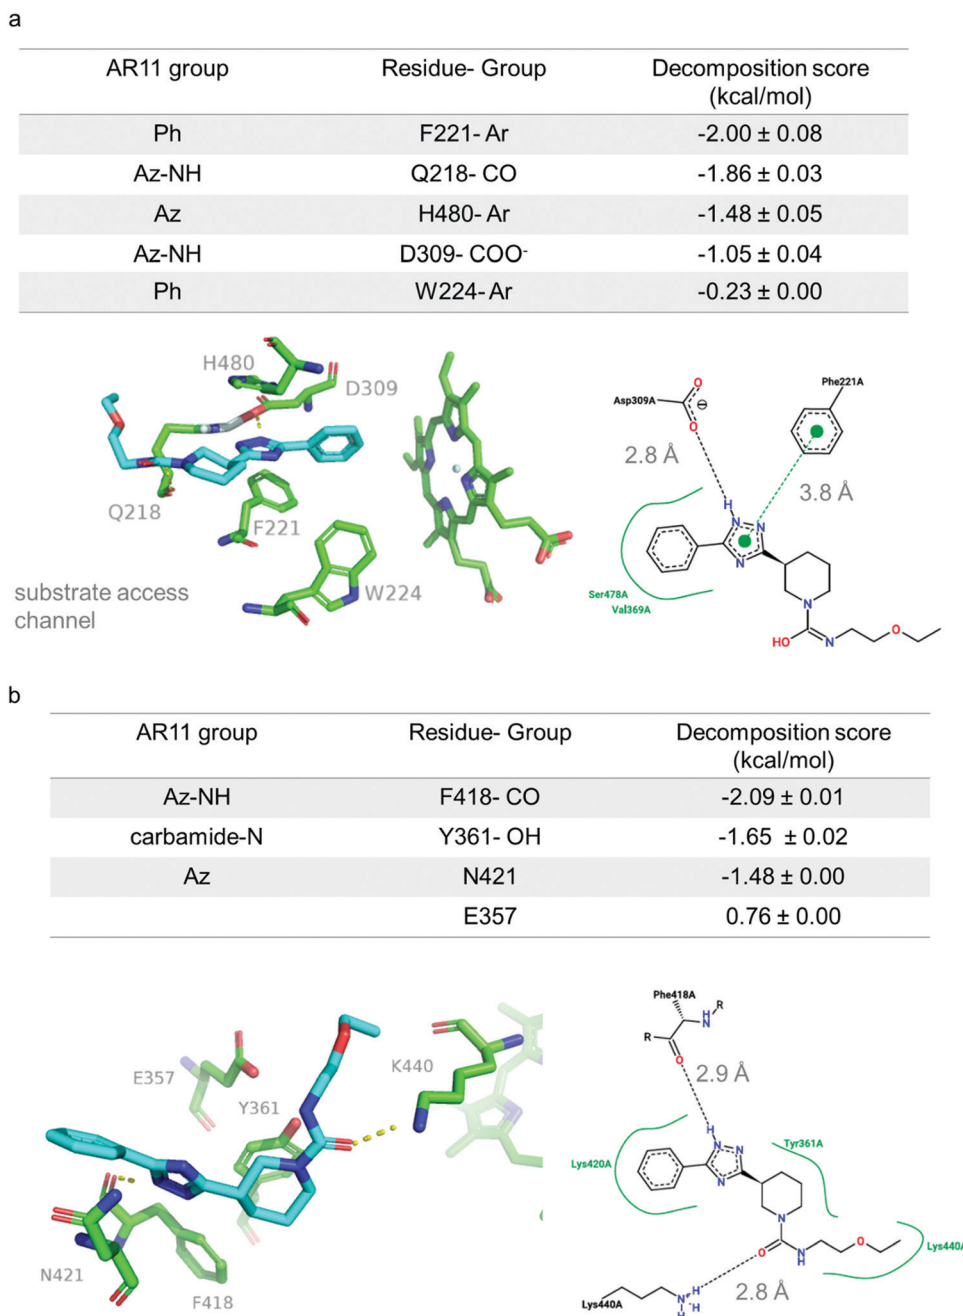 a
AR11 group Residue- Group Decomposition score
(kcal/mol)
Ph F221- Ar -2.00 ± 0.08
Az-NH Q218- CO -1.86 ± 0.03
Az H480- Ar -1.48 ± 0.05
Az-NH D309- COO- -1.05 ± 0.04
Ph W224- Ar -0.23 ± 0.00
H480
D309
Q218
F221
W224
substrate access
channel
Asp309A
O
O
⊖
Phe221A
2.8 Å
3.8 Å
H
N
N
N
Ser478A
Val369A
N
HO
N
O
b
AR11 group Residue- Group Decomposition score
(kcal/mol)
Az-NH F418- CO -2.09 ± 0.01
carbamide-N Y361- OH -1.65 ± 0.02
Az N421 -1.48 ± 0.00
E357 0.76 ± 0.00
E357
Y361
K440
N421
F418
Phe418A
R
N
H
R
O
2.9 Å
H
N
N
N
Lys420A
Tyr361A
N
O
N
H
O
Lys440A
2.8 Å
Lys440A
N
H
H
H
+